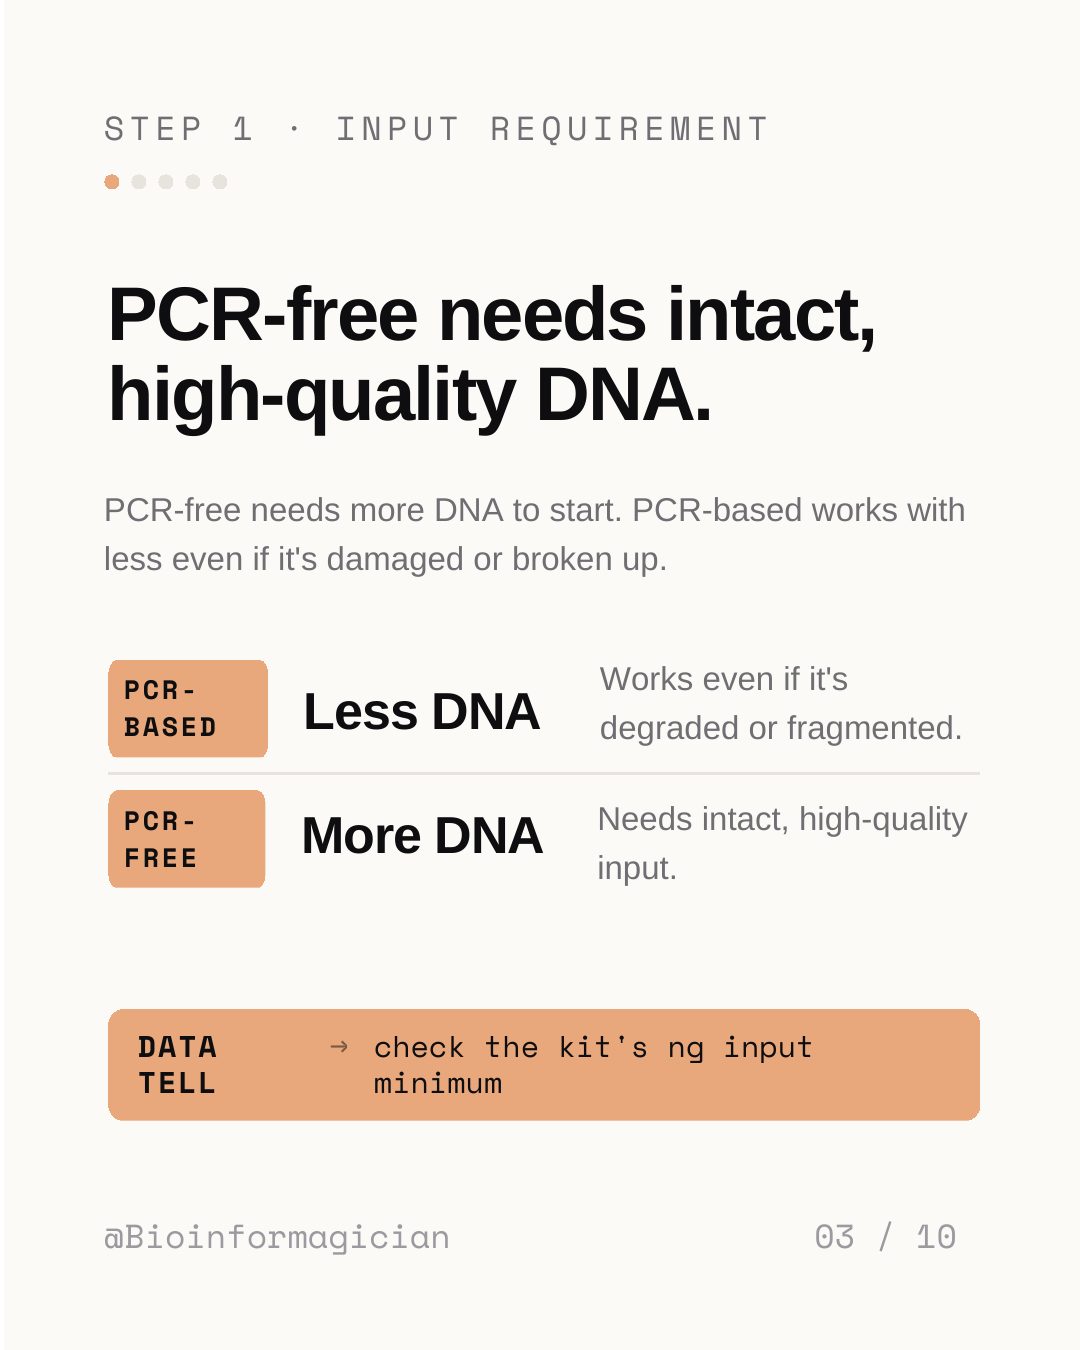 STEP 1 · INPUT REQUIREMENT
PCR-free needs intact,
high-quality DNA.
PCR-free needs more DNA to start. PCR-based works with
less even if it's damaged or broken up.
PCR-
BASED
Less DNA
Works even if it's
degraded or fragmented.
PCR-
FREE
More DNA
Needs intact, high-quality
input.
DATA
TELL
→ check the kit's ng input
minimum
@Bioinformagician
03 / 10